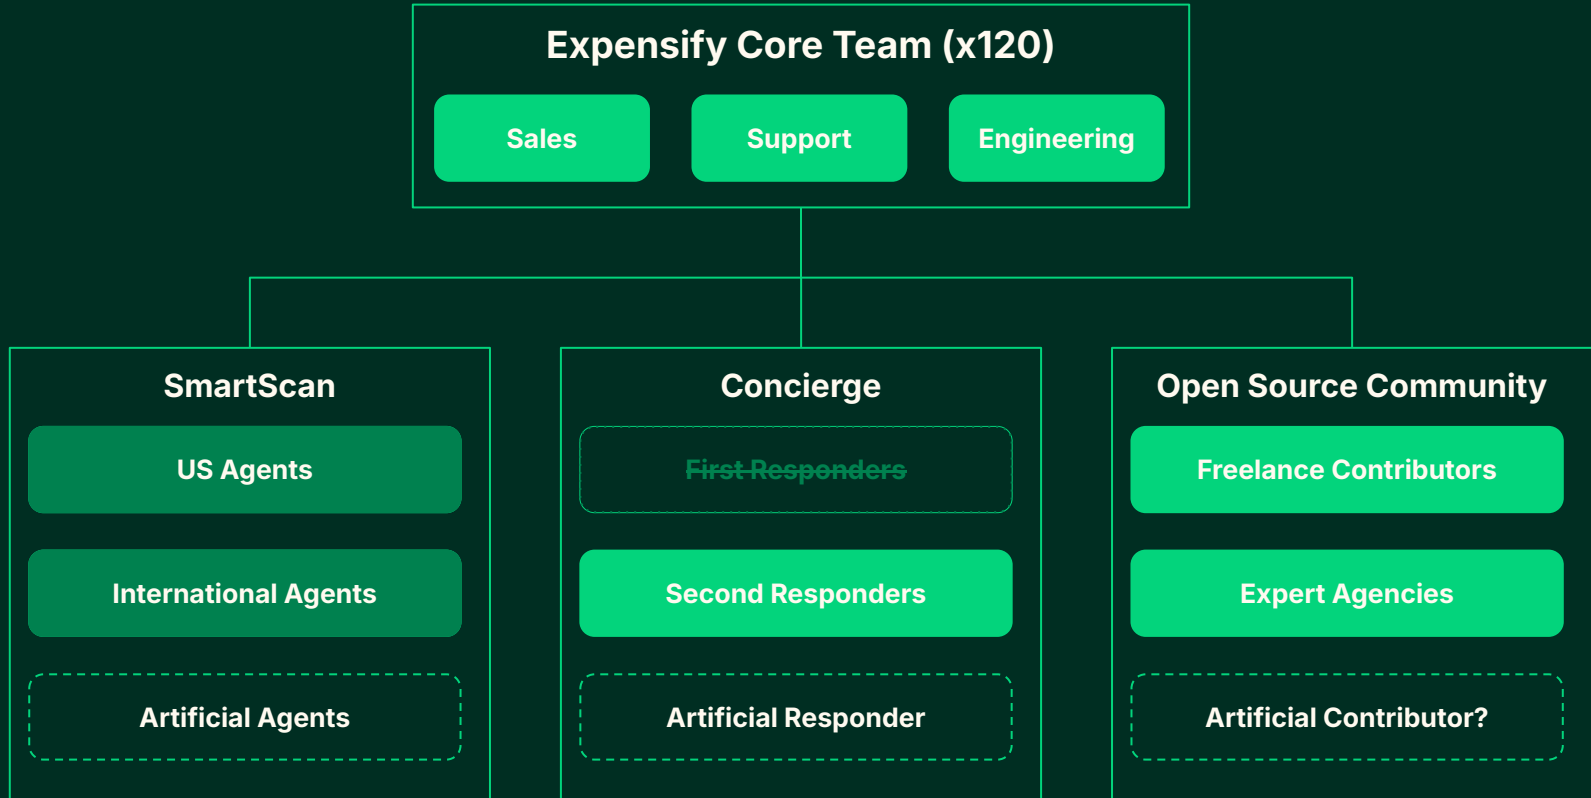 Expensify Core Team (x120)
Sales
Support
Engineering
SmartScan
US Agents
International Agents
Artificial Agents
Concierge
First Responders
Second Responders
Artificial Responder
Open Source Community
Freelance Contributors
Expert Agencies
Artificial Contributor?